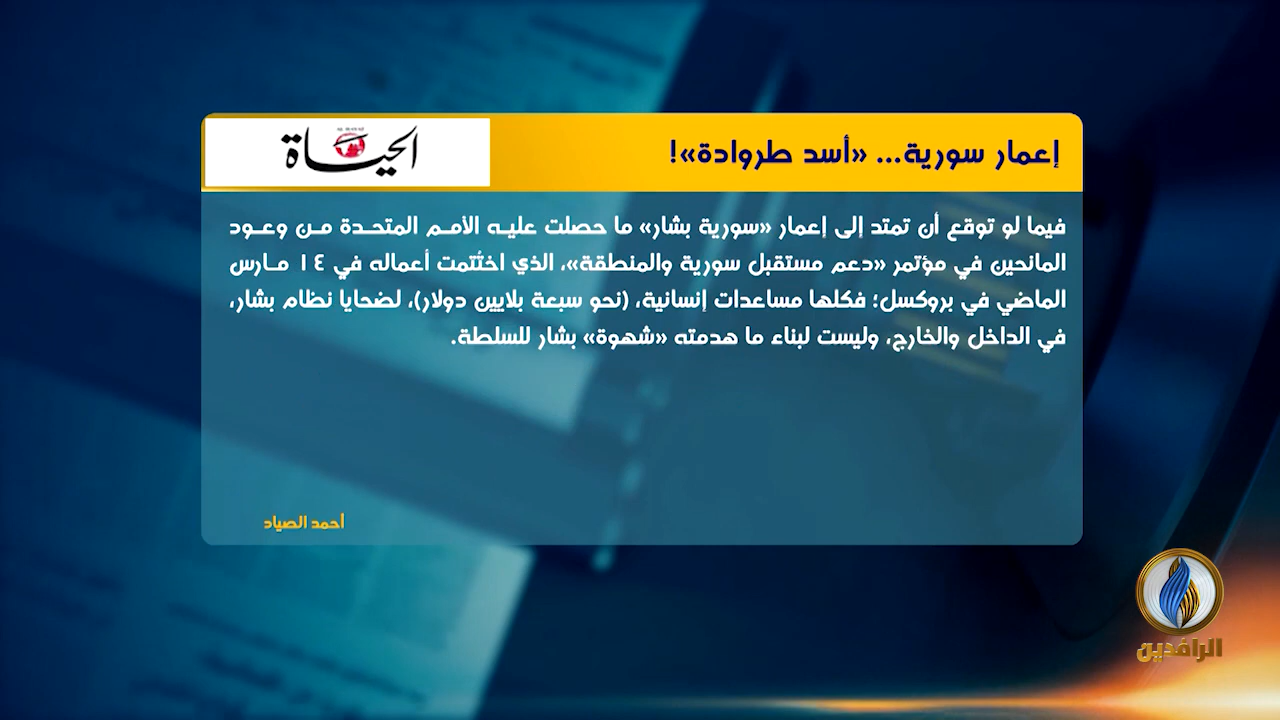 إعمار سورية... «أسد طروادة»!
الحياة
فيما لو توقع أن تمتد إلى إعمار «سورية بشار» ما حصلت عليه الأمم المتحدة من وعود
المانحين في مؤتمر «دعم مستقبل سورية والمنطقة»، الذي اختُتمت أعماله في ١٤ مارس
الماضي في بروكسل؛ فكلها مساعدات إنسانية، (نحو سبعة بلايين دولار)، لضحايا نظام بشار،
في الداخل والخارج، وليست لبناء ما هدمته «شهوة» بشار للسلطة.
أحمد الصياد
الرافدين